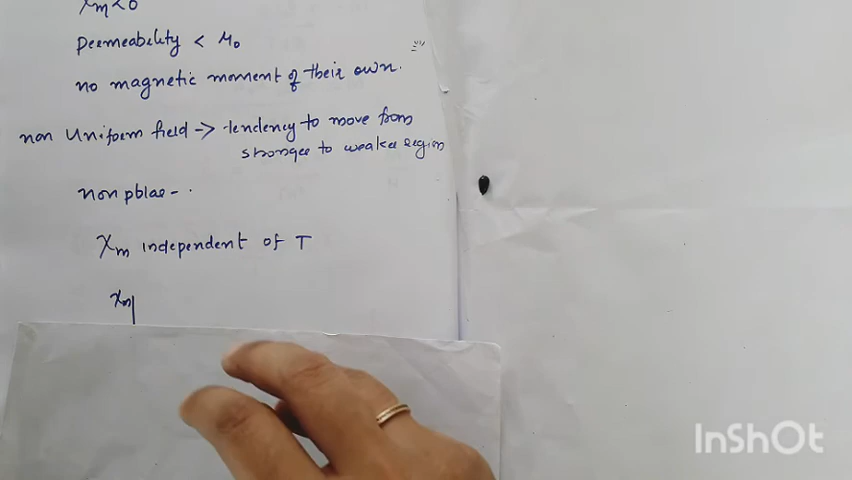 χm<0
permeability < μ0
no magnetic moment of their own.
non Uniform field -> tendency to move from
stronger to weaker region
non pblae -
χm independent of T
χm
InShOt